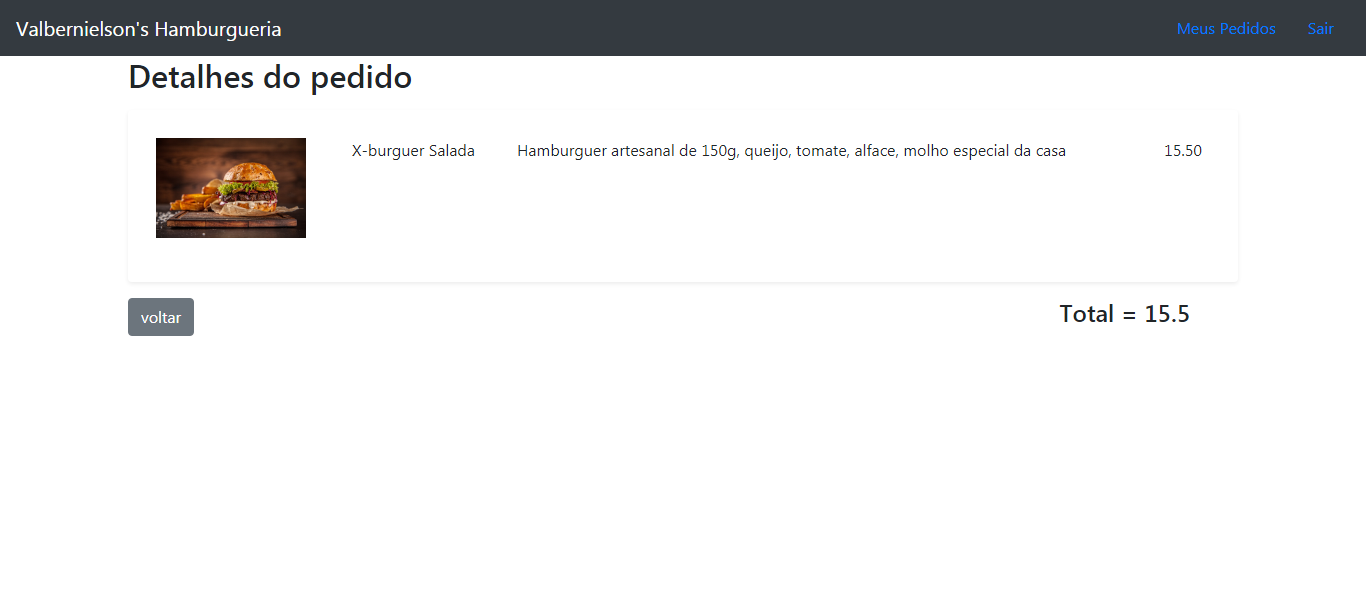 Valbernielson's Hamburgueria
Meus Pedidos
Sair
Detalhes do pedido
X-burguer Salada
Hamburguer artesanal de 150g, queijo, tomate, alface, molho especial da casa
15.50
voltar
Total = 15.5